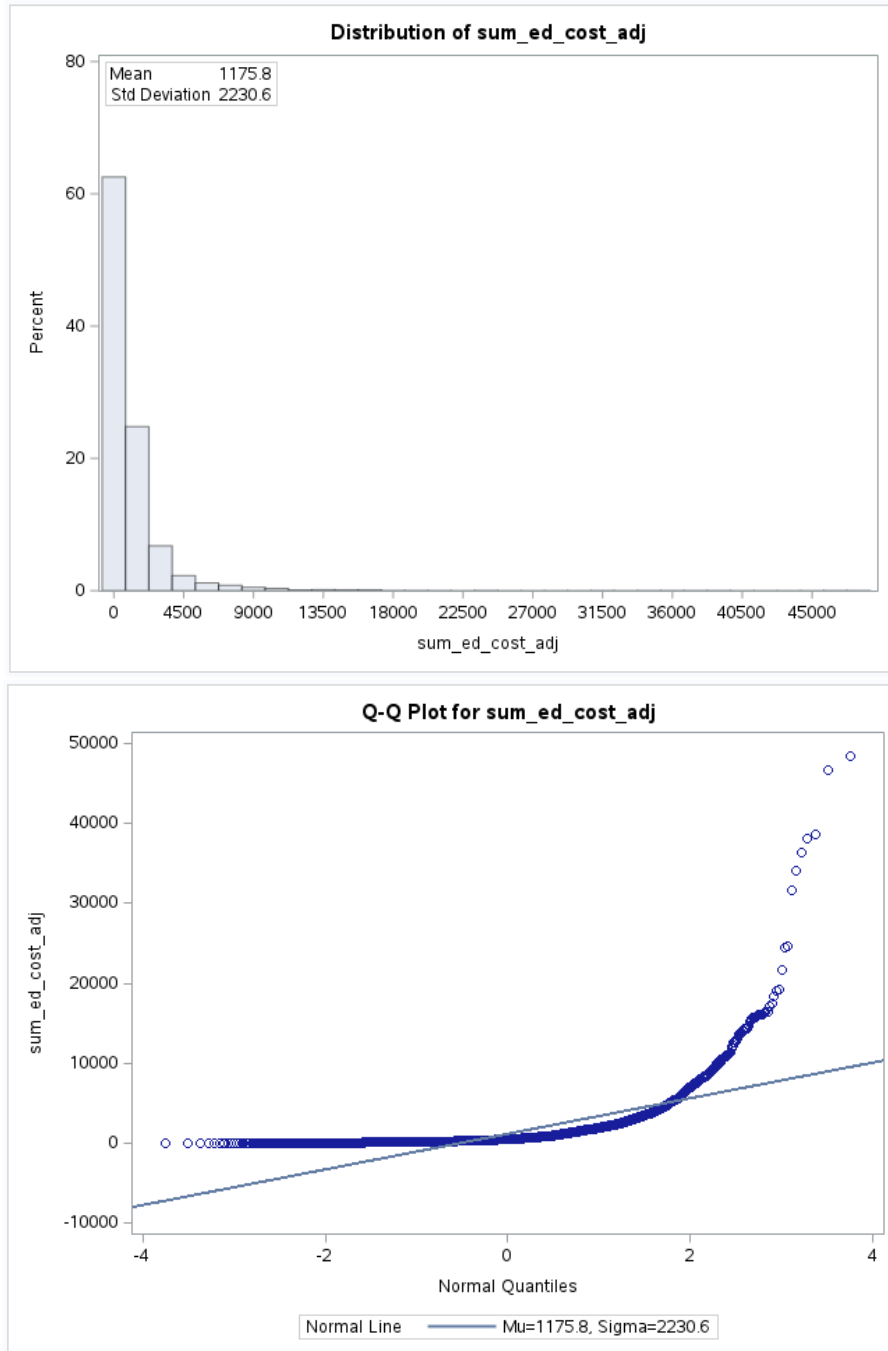 Distribution of sum_ed_cost_adj
80
Mean 1175.8
Std Deviation 2230.6
60
Percent
40
20
0
0 4500 9000 13500 18000 22500 27000 31500 36000 40500 45000
sum_ed_cost_adj
Q-Q Plot for sum_ed_cost_adj
50000
40000
30000
sum_ed_cost_adj
20000
10000
0
-10000
-4 -2 0 2 4
Normal Quantiles
Normal Line Mu=1175.8, Sigma=2230.6